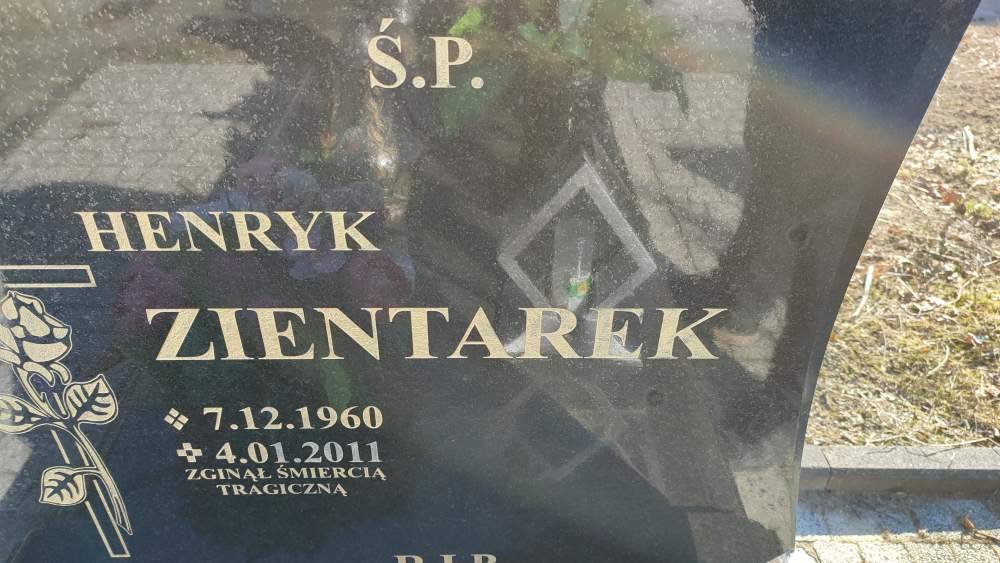 Ś.P.
HENRYK
ZIENTAREK
7.12.1960
4.01.2011
ZGINĄŁ ŚMIERCIĄ
TRAGICZNĄ
R.I.P.